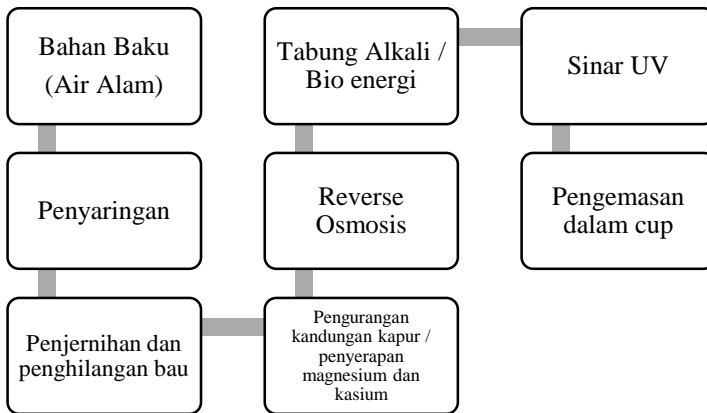 Bahan Baku
(Air Alam)
Penyaringan
Penjernihan dan
penghilangan bau
Pengurangan
kandungan kapur /
penyerapan
magnesium dan
kasium
Reverse
Osmosis
Tabung Alkali /
Bio energi
Sinar UV
Pengemasan
dalam cup